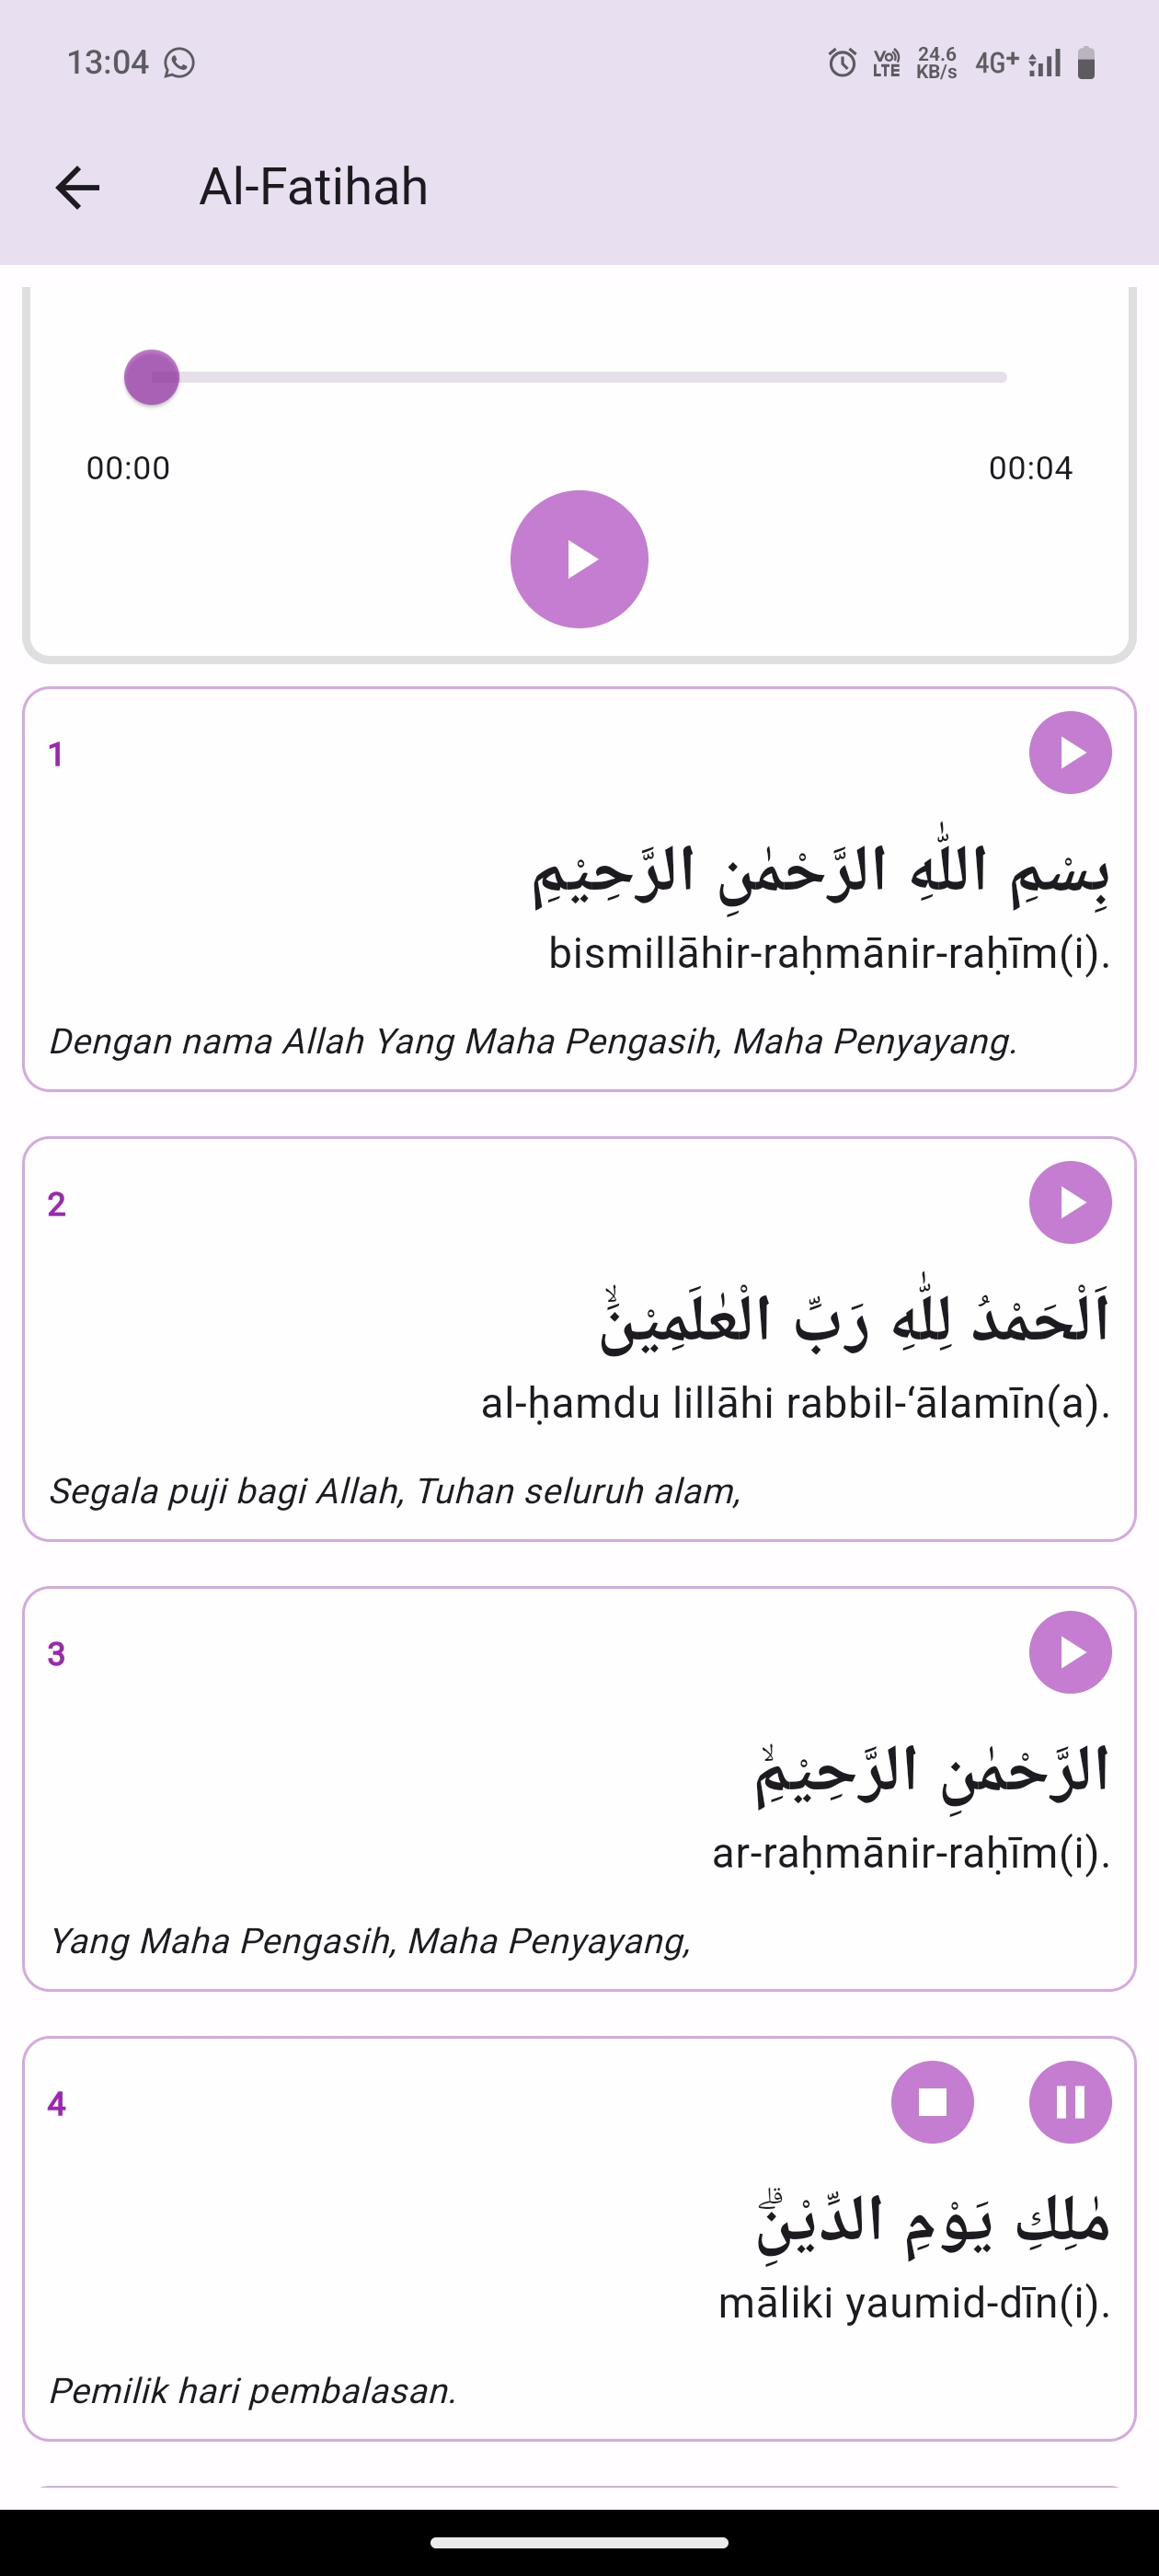 13:04 Vo)) LTE 24.6 KB/s 4G+
Al-Fatihah
00:00 00:04
1
بِسْمِ اللّٰهِ الرَّحْمٰنِ الرَّحِيْمِ
bismillāhir-raḥmānir-raḥīm(i).
Dengan nama Allah Yang Maha Pengasih, Maha Penyayang.
2
اَلْحَمْدُ لِلّٰهِ رَبِّ الْعٰلَمِيْنَۙ
al-ḥamdu lillāhi rabbil-‘ālamīn(a).
Segala puji bagi Allah, Tuhan seluruh alam,
3
الرَّحْمٰنِ الرَّحِيْمِۙ
ar-raḥmānir-raḥīm(i).
Yang Maha Pengasih, Maha Penyayang,
4
مٰلِكِ يَوْمِ الدِّيْنِۗ
māliki yaumid-dīn(i).
Pemilik hari pembalasan.